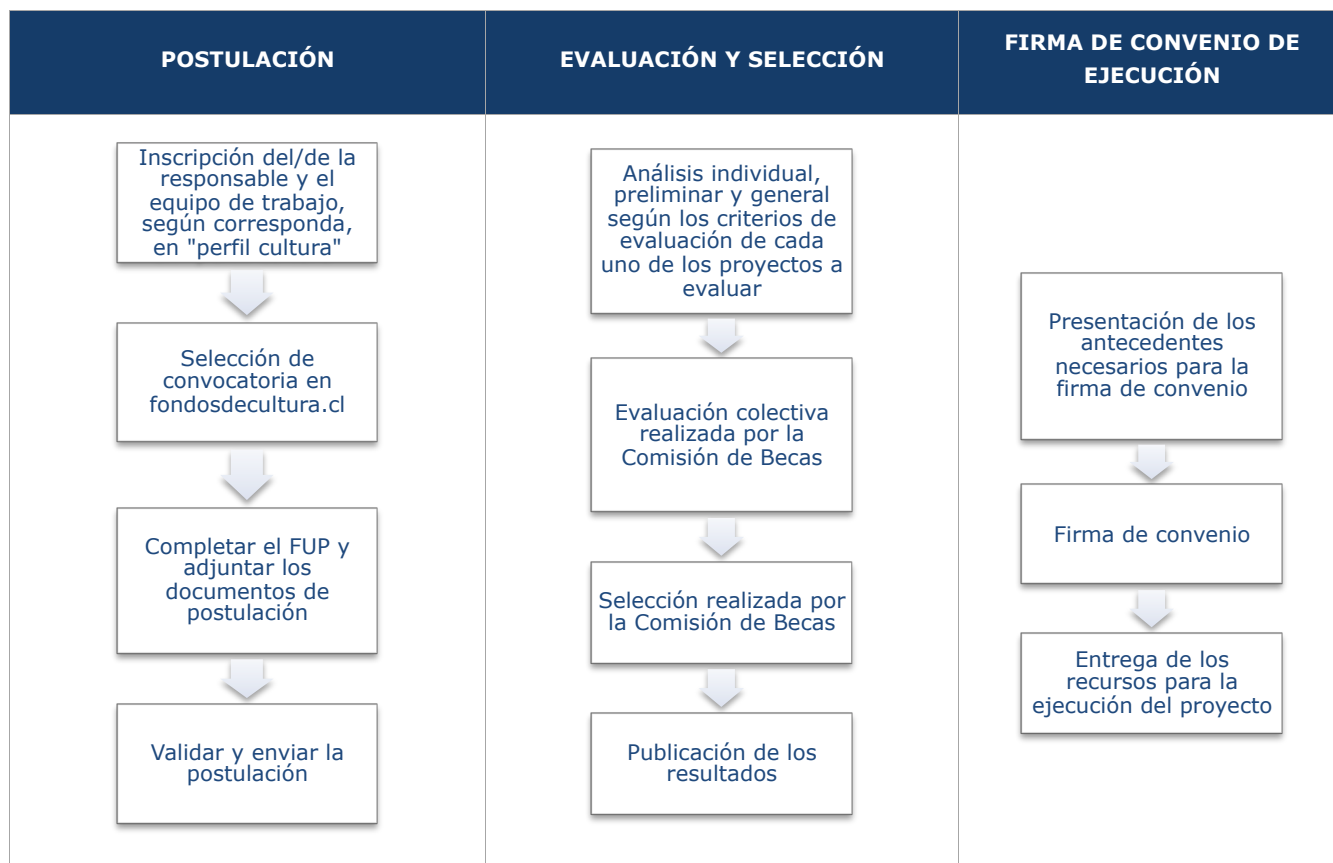 POSTULACIÓN
EVALUACIÓN Y SELECCIÓN
FIRMA DE CONVENIO DE
EJECUCIÓN
Inscripción del/de la
responsable y el
equipo de trabajo,
según corresponda,
en "perfil cultura"
Selección de
convocatoria en
fondosdecultura.cl
Completar el FUP y
adjuntar los
documentos de
postulación
Validar y enviar la
postulación
Análisis individual,
preliminar y general
según los criterios de
evaluación de cada
uno de los proyectos a
evaluar
Evaluación colectiva
realizada por la
Comisión de Becas
Selección realizada por
la Comisión de Becas
Publicación de los
resultados
Presentación de los
antecedentes
necesarios para la
firma de convenio
Firma de convenio
Entrega de los
recursos para la
ejecución del proyecto